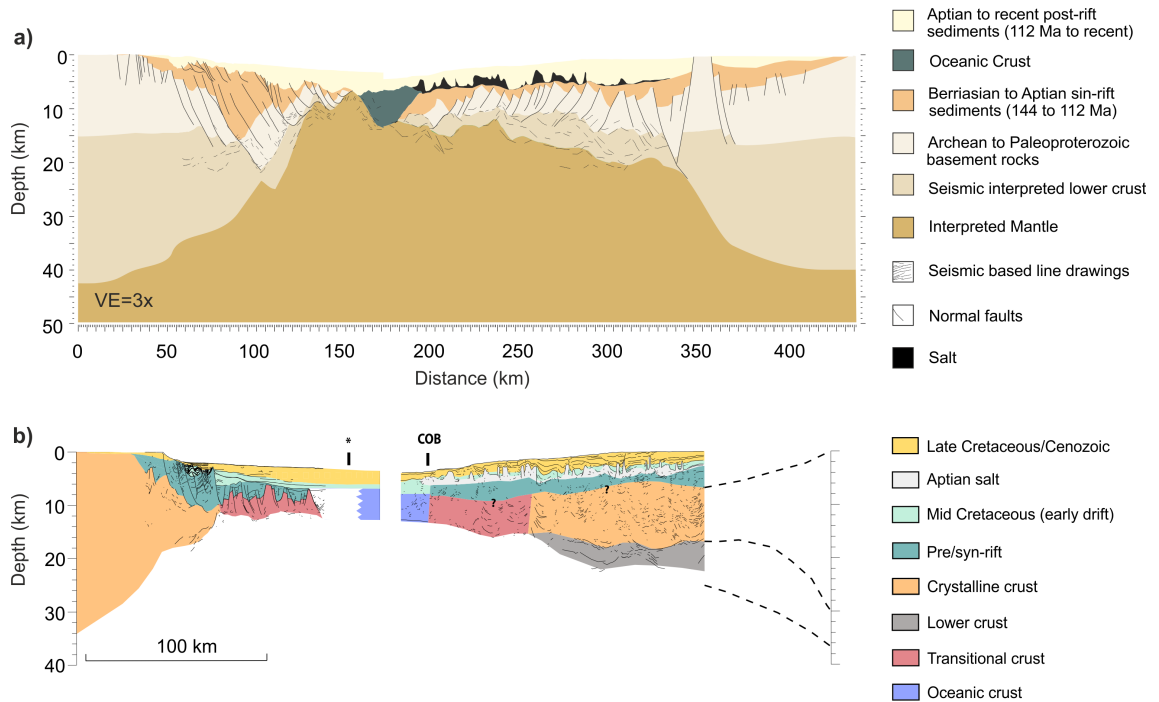 a)
0
10
20
30
40
50
Depth (km)
VE=3x
0 50 100 150 200 250 300 350 400
Distance (km)
Aptian to recent post-rift
sediments (112 Ma to recent)
Oceanic Crust
Berriasian to Aptian sin-rift
sediments (144 to 112 Ma)
Archean to Paleoproterozoic
basement rocks
Seismic interpreted lower crust
Interpreted Mantle
Seismic based line drawings
Normal faults
Salt
b)
* COB
0
10
20
30
40
Depth (km)
? ?
100 km
Late Cretaceous/Cenozoic
Aptian salt
Mid Cretaceous (early drift)
Pre/syn-rift
Crystalline crust
Lower crust
Transitional crust
Oceanic crust